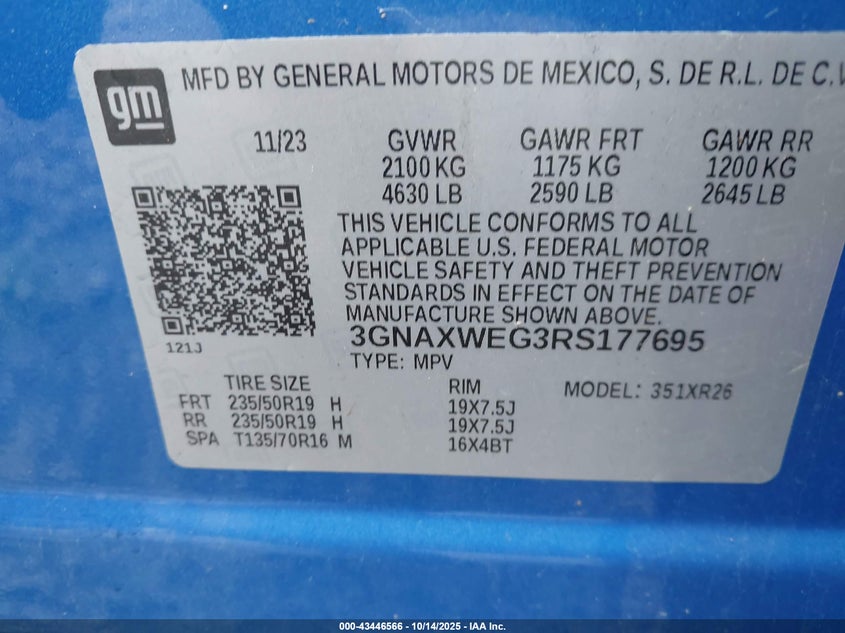 gm
MFD BY GENERAL MOTORS DE MEXICO, S. DE R.L. DE C.V
11/23 GVWR GAWR FRT GAWR RR
2100 KG 1175 KG 1200 KG
4630 LB 2590 LB 2645 LB
THIS VEHICLE CONFORMS TO ALL
APPLICABLE U.S. FEDERAL MOTOR
VEHICLE SAFETY AND THEFT PREVENTION
STANDARDS IN EFFECT ON THE DATE OF
MANUFACTURE SHOWN ABOVE.
121J 3GNAXWEG3RS177695
TYPE: MPV
TIRE SIZE RIM MODEL: 351XR26
FRT 235/50R19 H 19X7.5J
RR 235/50R19 H 19X7.5J
SPA T135/70R16 M 16X4BT
000-43446566 - 10/14/2025 - IAA Inc.